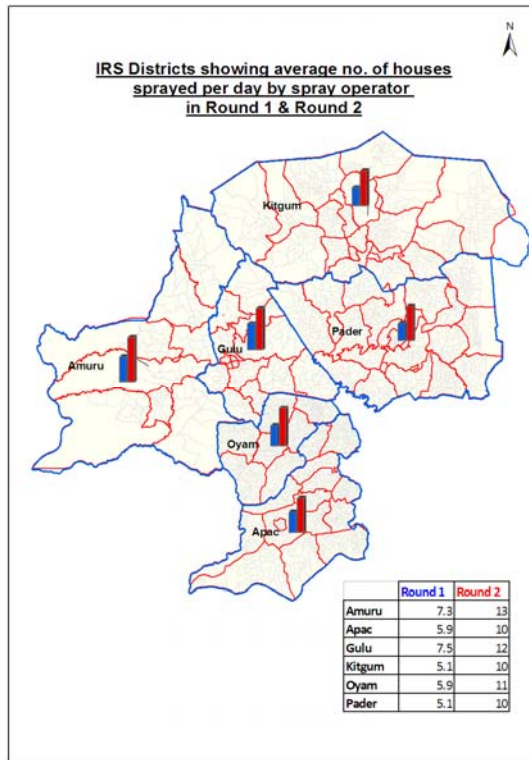 N
IRS Districts showing average no. of houses
sprayed per day by spray operator
in Round 1 & Round 2
Kitgum
Pader
Gulu
Amuru
Oyam
Apac
Round 1 Round 2
Amuru 7.3 13
Apac 5.9 10
Gulu 7.5 12
Kitgum 5.1 10
Oyam 5.9 11
Pader 5.1 10